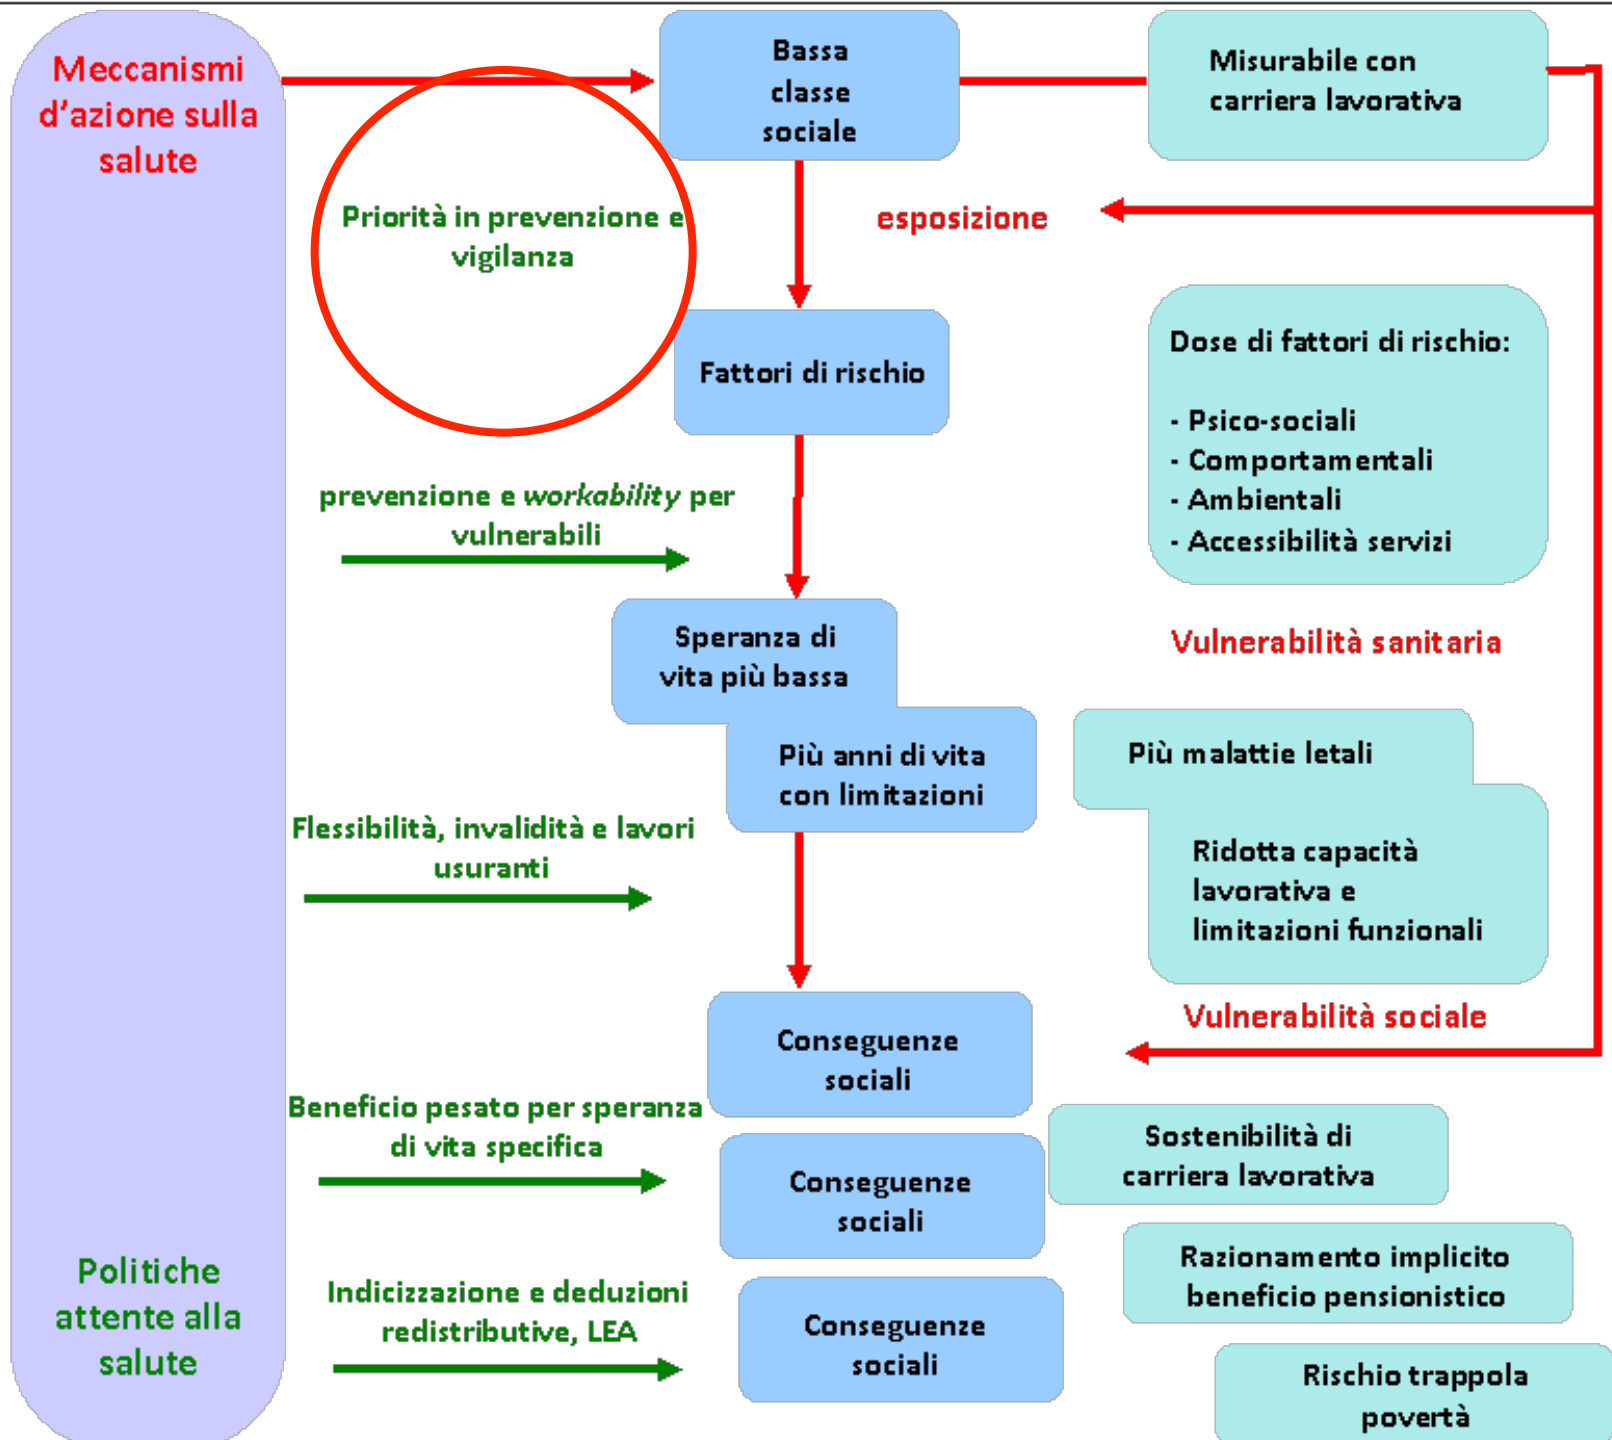 Meccanismi
d'azione sulla
salute
Bassa
classe
sociale
Misurabile con
carriera lavorativa
Priorità in prevenzione e
vigilanza
esposizione
Fattori di rischio
Dose di fattori di rischio:
- Psico-sociali
- Comportamentali
- Ambientali
- Accessibilità servizi
prevenzione e workability per
vulnerabili
Speranza di
vita più bassa
Vulnerabilità sanitaria
Più anni di vita
con limitazioni
Più malattie letali
Flessibilità, invalidità e lavori
usuranti
Ridotta capacità
lavorativa e
limitazioni funzionali
Vulnerabilità sociale
Conseguenze
sociali
Beneficio pesato per speranza
di vita specifica
Sostenibilità di
carriera lavorativa
Conseguenze
sociali
Razionamento implicito
beneficio pensionistico
Politiche
attente alla
salute
Indicizzazione e deduzioni
redistributive, LEA
Conseguenze
sociali
Rischio trappola
povertà